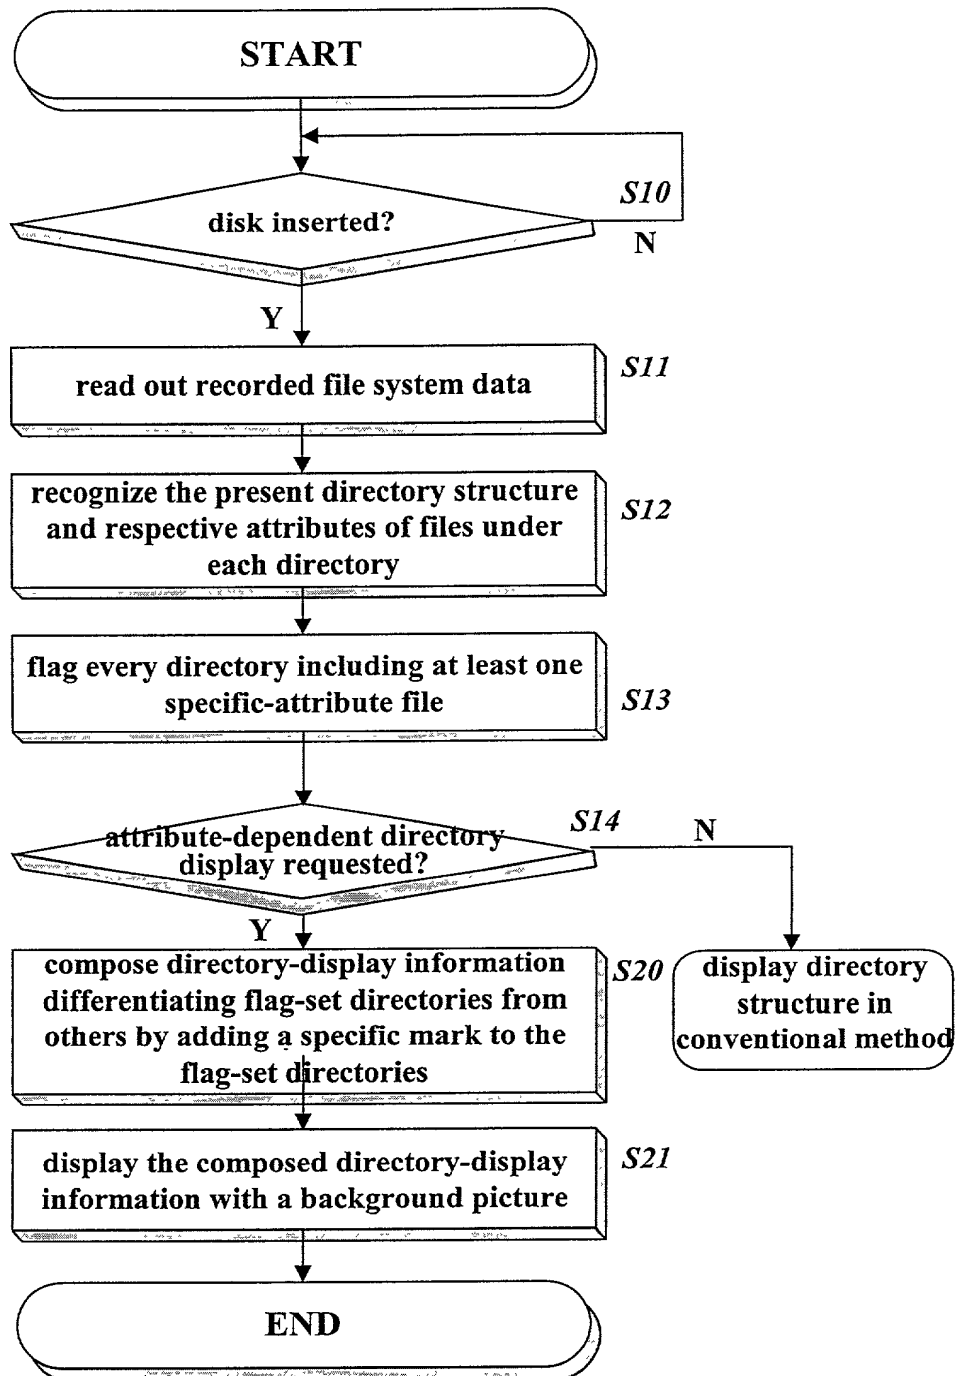 START
S10
disk inserted?
N
Y
read out recorded file system data
S11
recognize the present directory structure
and respective attributes of files under
each directory
S12
flag every directory including at least one
specific-attribute file
S13
attribute-dependent directory
display requested?
S14
N
Y
compose directory-display information
differentiating flag-set directories from
others by adding a specific mark to the
flag-set directories
S20
display directory
structure in
conventional method
display the composed directory-display
information with a background picture
S21
END